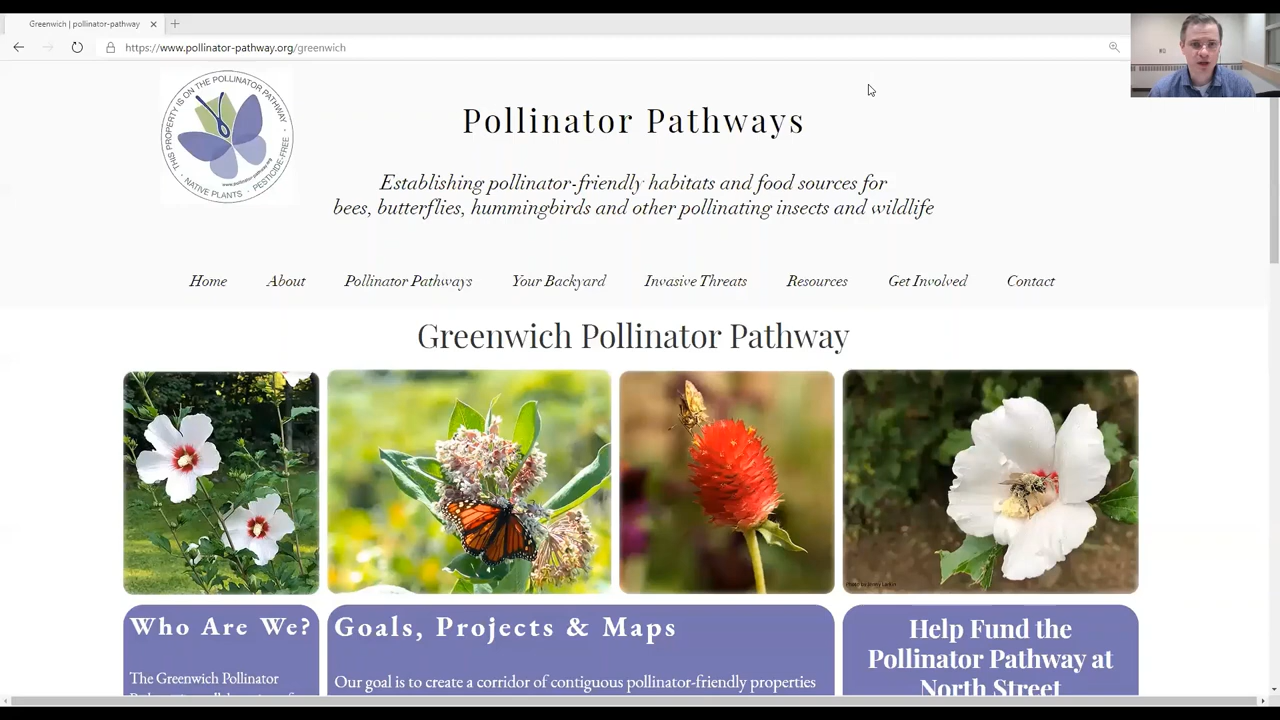 Greenwich | pollinator-pathway
https://www.pollinator-pathway.org/greenwich
THIS PROPERTY IS ON THE POLLINATOR PATHWAY
www.pollinator-pathway.org
· NATIVE PLANTS · PESTICIDE-FREE ·
Pollinator Pathways
Establishing pollinator-friendly habitats and food sources for
bees, butterflies, hummingbirds and other pollinating insects and wildlife
Home About Pollinator Pathways Your Backyard Invasive Threats Resources Get Involved Contact
Greenwich Pollinator Pathway
Who Are We?
The Greenwich Pollinator
Goals, Projects & Maps
Our goal is to create a corridor of contiguous pollinator-friendly properties
Help Fund the
Pollinator Pathway at
North Street